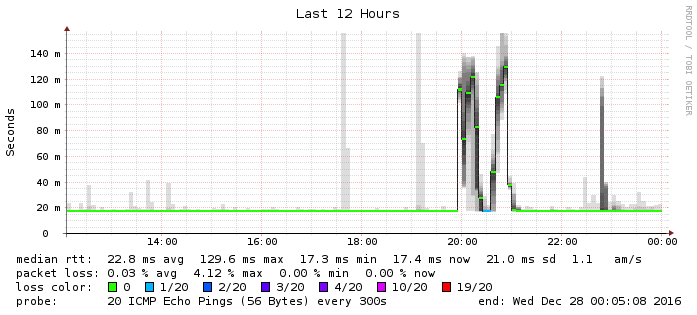 Last 12 Hours
RRDTOOL / TOBI OETIKER
Seconds
140 m
120 m
100 m
80 m
60 m
40 m
20 m
0
14:00 16:00 18:00 20:00 22:00 00:00
median rtt: 22.8 ms avg 129.6 ms max 17.3 ms min 17.4 ms now 21.0 ms sd 1.1 am/s
packet loss: 0.03 % avg 4.12 % max 0.00 % min 0.00 % now
loss color: 0 1/20 2/20 3/20 4/20 10/20 19/20
probe: 20 ICMP Echo Pings (56 Bytes) every 300s end: Wed Dec 28 00:05:08 2016